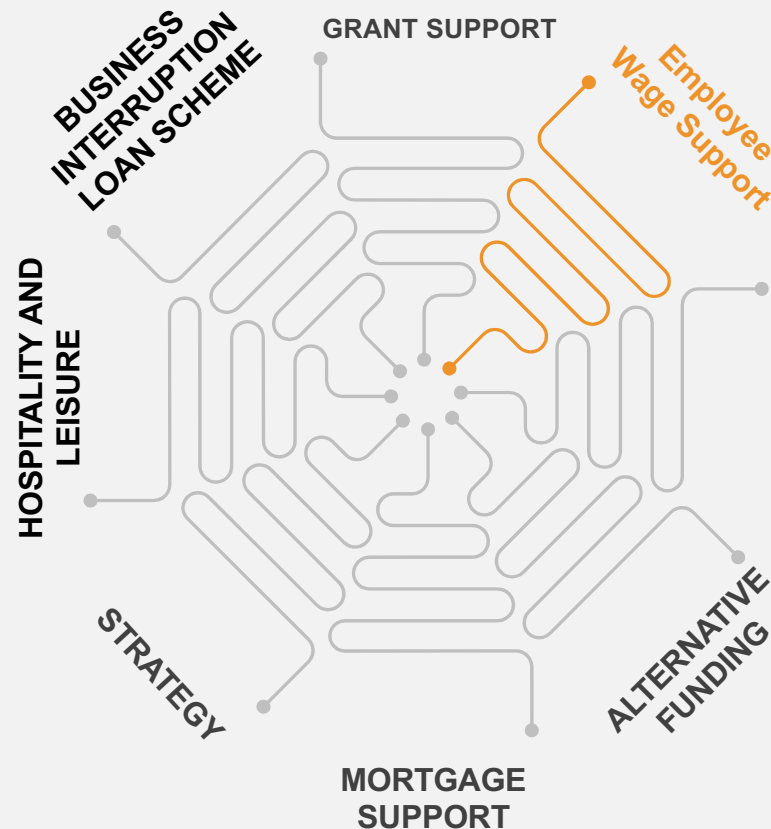 GRANT SUPPORT
Employee
Wage Support
ALTERNATIVE
FUNDING
MORTGAGE
SUPPORT
STRATEGY
HOSPITALITY AND
LEISURE
BUSINESS
INTERRUPTION
LOAN SCHEME